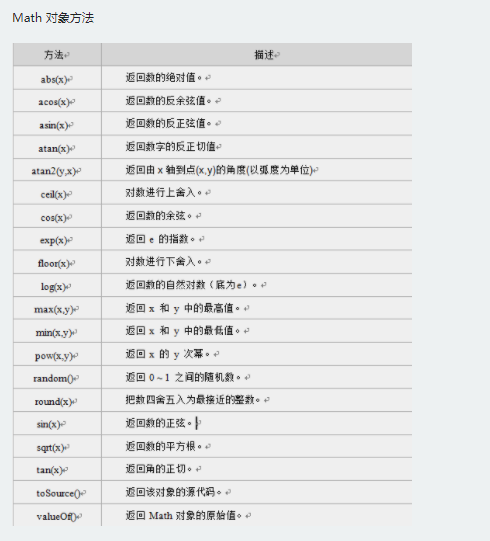 Math 对象方法
方法 描述
abs(x) 返回数的绝对值。
acos(x) 返回数的反余弦值。
asin(x) 返回数的反正弦值。
atan(x) 返回数字的反正切值
atan2(y,x) 返回由 x 轴到点(x,y)的角度(以弧度为单位)
ceil(x) 对数进行上舍入。
cos(x) 返回数的余弦。
exp(x) 返回 e 的指数。
floor(x) 对数进行下舍入。
log(x) 返回数的自然对数（底为e）。
max(x,y) 返回 x 和 y 中的最高值。
min(x,y) 返回 x 和 y 中的最低值。
pow(x,y) 返回 x 的 y 次幂。
random() 返回 0~1 之间的随机数。
round(x) 把数四舍五入为最接近的整数。
sin(x) 返回数的正弦。
sqrt(x) 返回数的平方根。
tan(x) 返回角的正切。
toSource() 返回该对象的源代码。
valueOf() 返回 Math 对象的原始值。